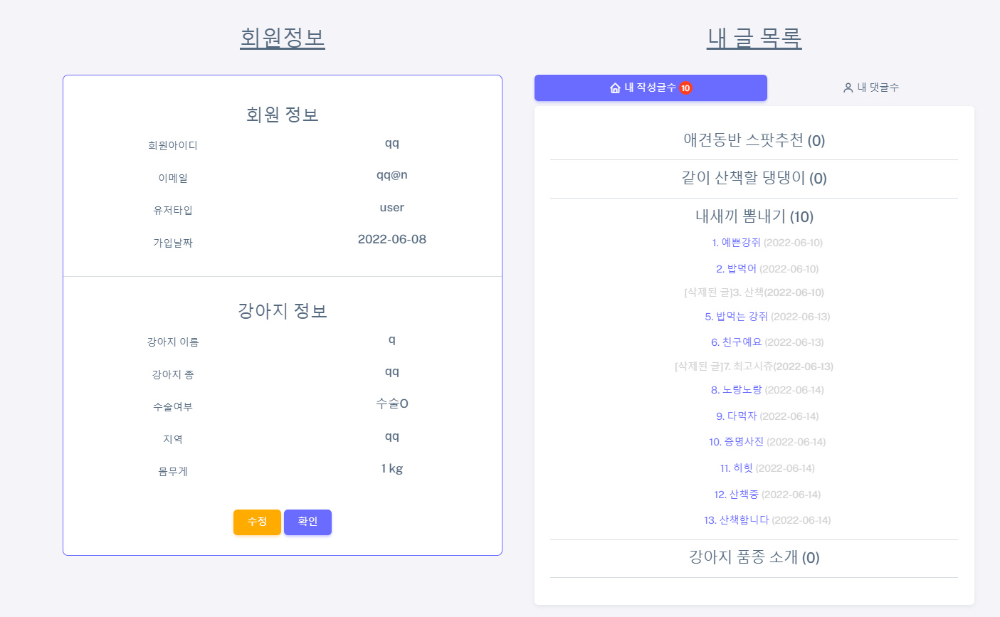 회원정보
회원 정보
회원아이디 qq
이메일 qq@n
유저타입 user
가입날짜 2022-06-08
강아지 정보
강아지 이름 q
강아지 종 qq
수술여부 수술O
지역 qq
몸무게 1 kg
수정 확인
내 글 목록
내 작성글수 10 내 댓글수
애견동반 스팟추천 (0)
같이 산책할 댕댕이 (0)
내새끼 뽐내기 (10)
1. 예쁜강쥐 (2022-06-10)
2. 밥먹어 (2022-06-10)
[삭제된 글]3. 산책(2022-06-10)
5. 밥먹는 강쥐 (2022-06-13)
6. 친구예요 (2022-06-13)
[삭제된 글]7. 최고시쥬(2022-06-13)
8. 노랑노랑 (2022-06-14)
9. 다먹자 (2022-06-14)
10. 증명사진 (2022-06-14)
11. 히힛 (2022-06-14)
12. 산책중 (2022-06-14)
13. 산책합니다 (2022-06-14)
강아지 품종 소개 (0)